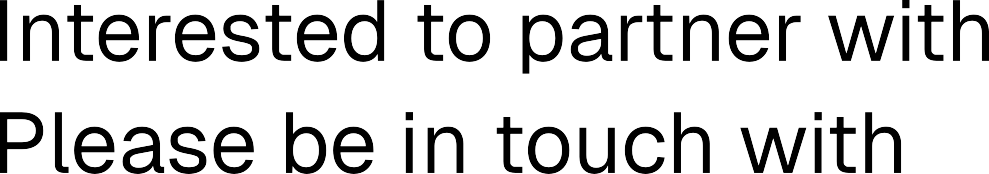 Interested to partner with
Please be in touch with